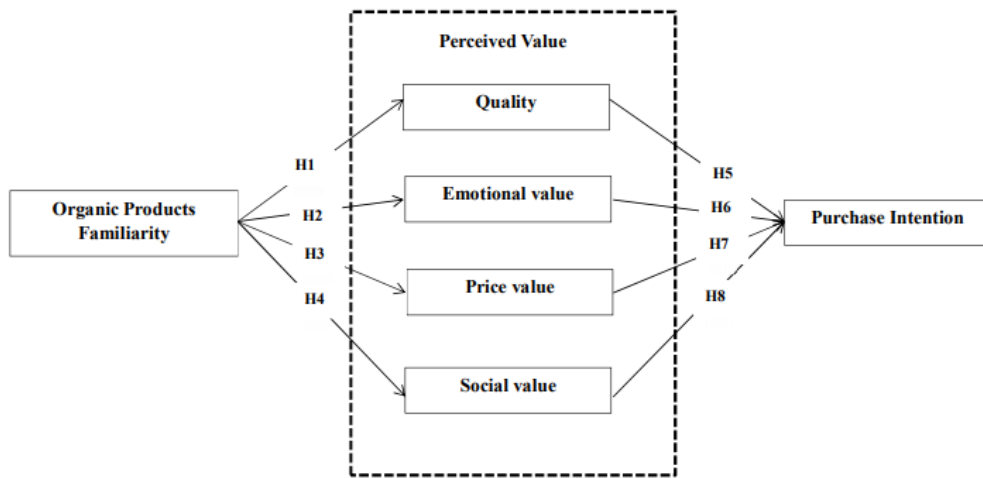 Perceived Value
Quality
H1
H5
Emotional value
H6
Organic Products
Familiarity
H2
Purchase Intention
H3
H7
Price value
H4
H8
Social value